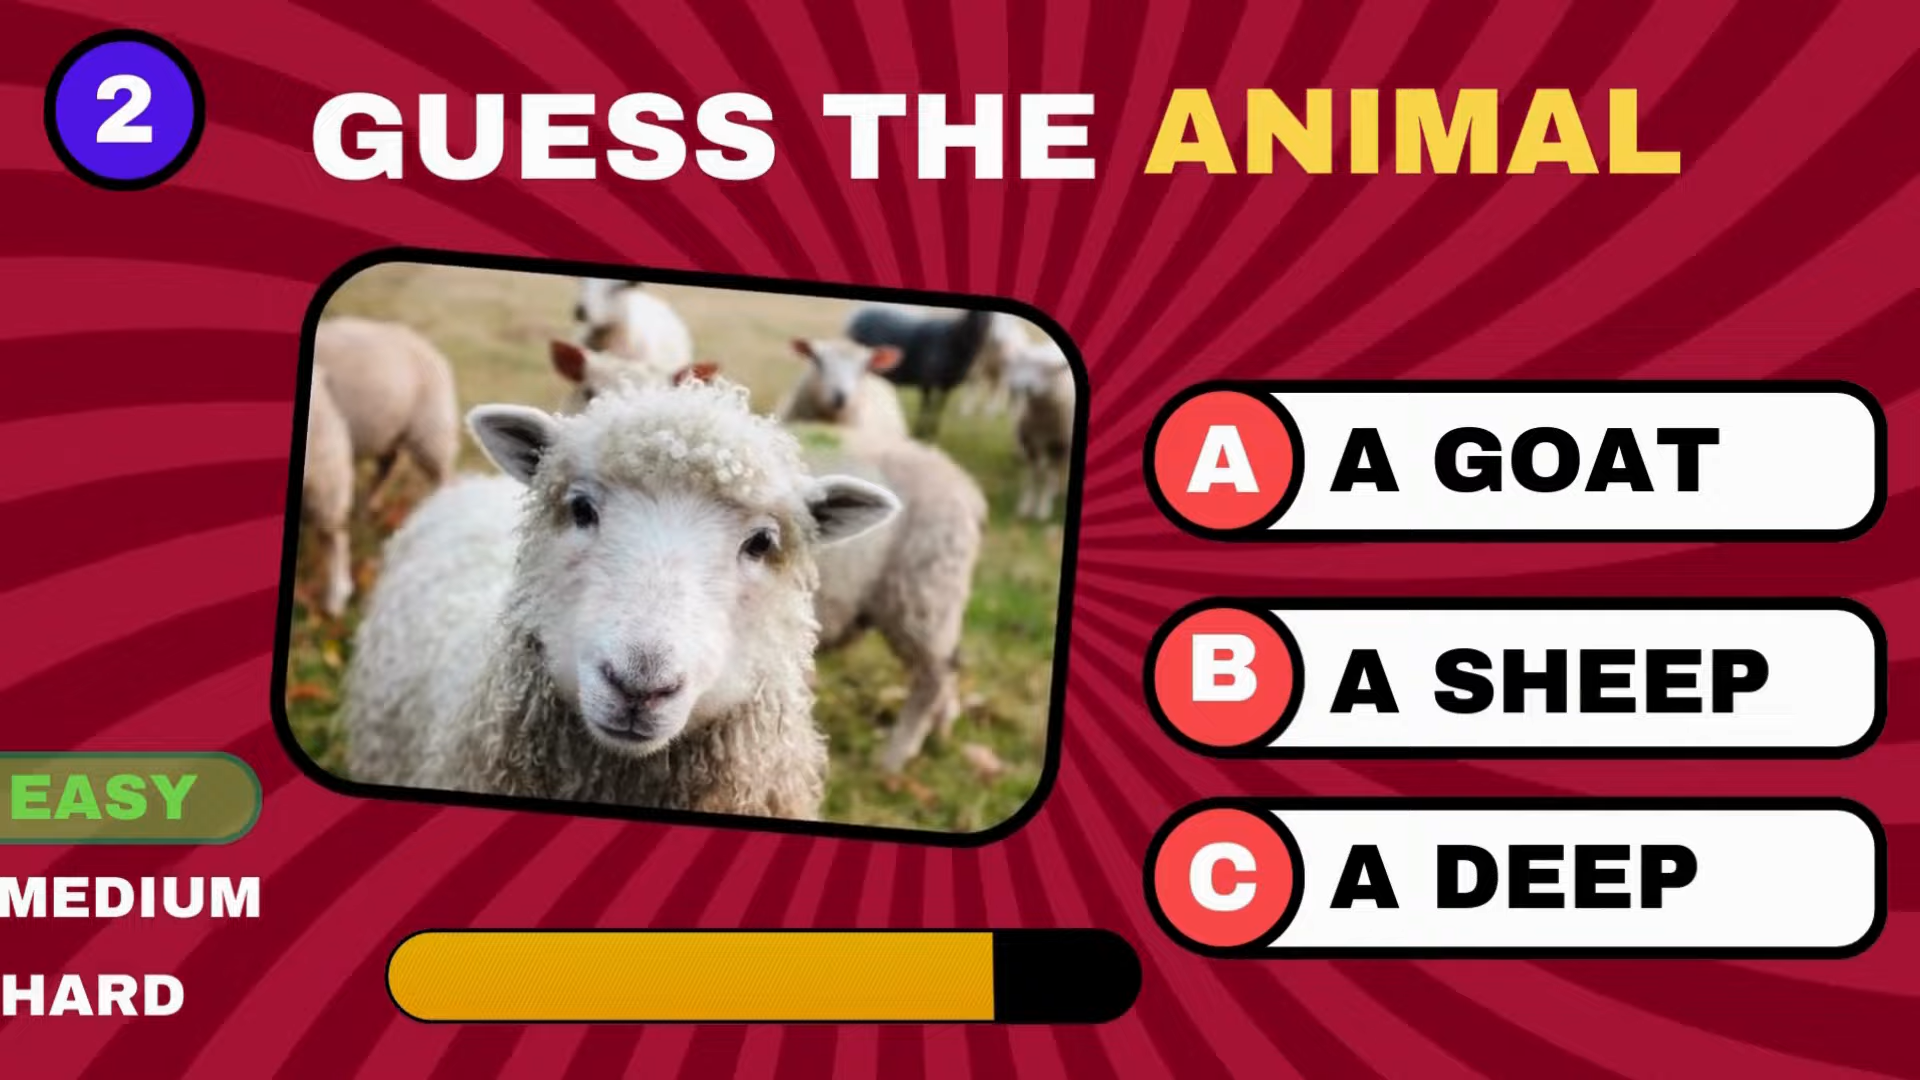 2
GUESS THE ANIMAL
A A GOAT
B A SHEEP
C A DEEP
EASY
MEDIUM
HARD